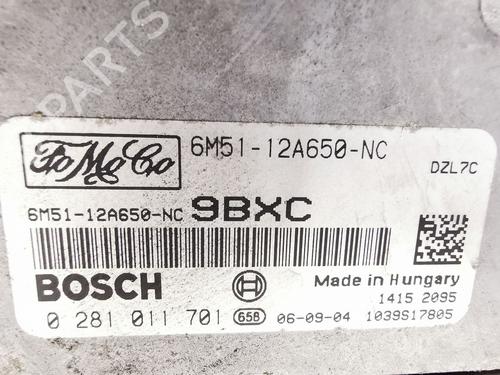 PARTS
FoMoCo
6M51-12A650-NC
DZL7C
6M51-12A650-NC 9BXC
BOSCH
Made in Hungary
1415 2095
0 281 011 701 658 06-09-04 1039S17805
PARTS